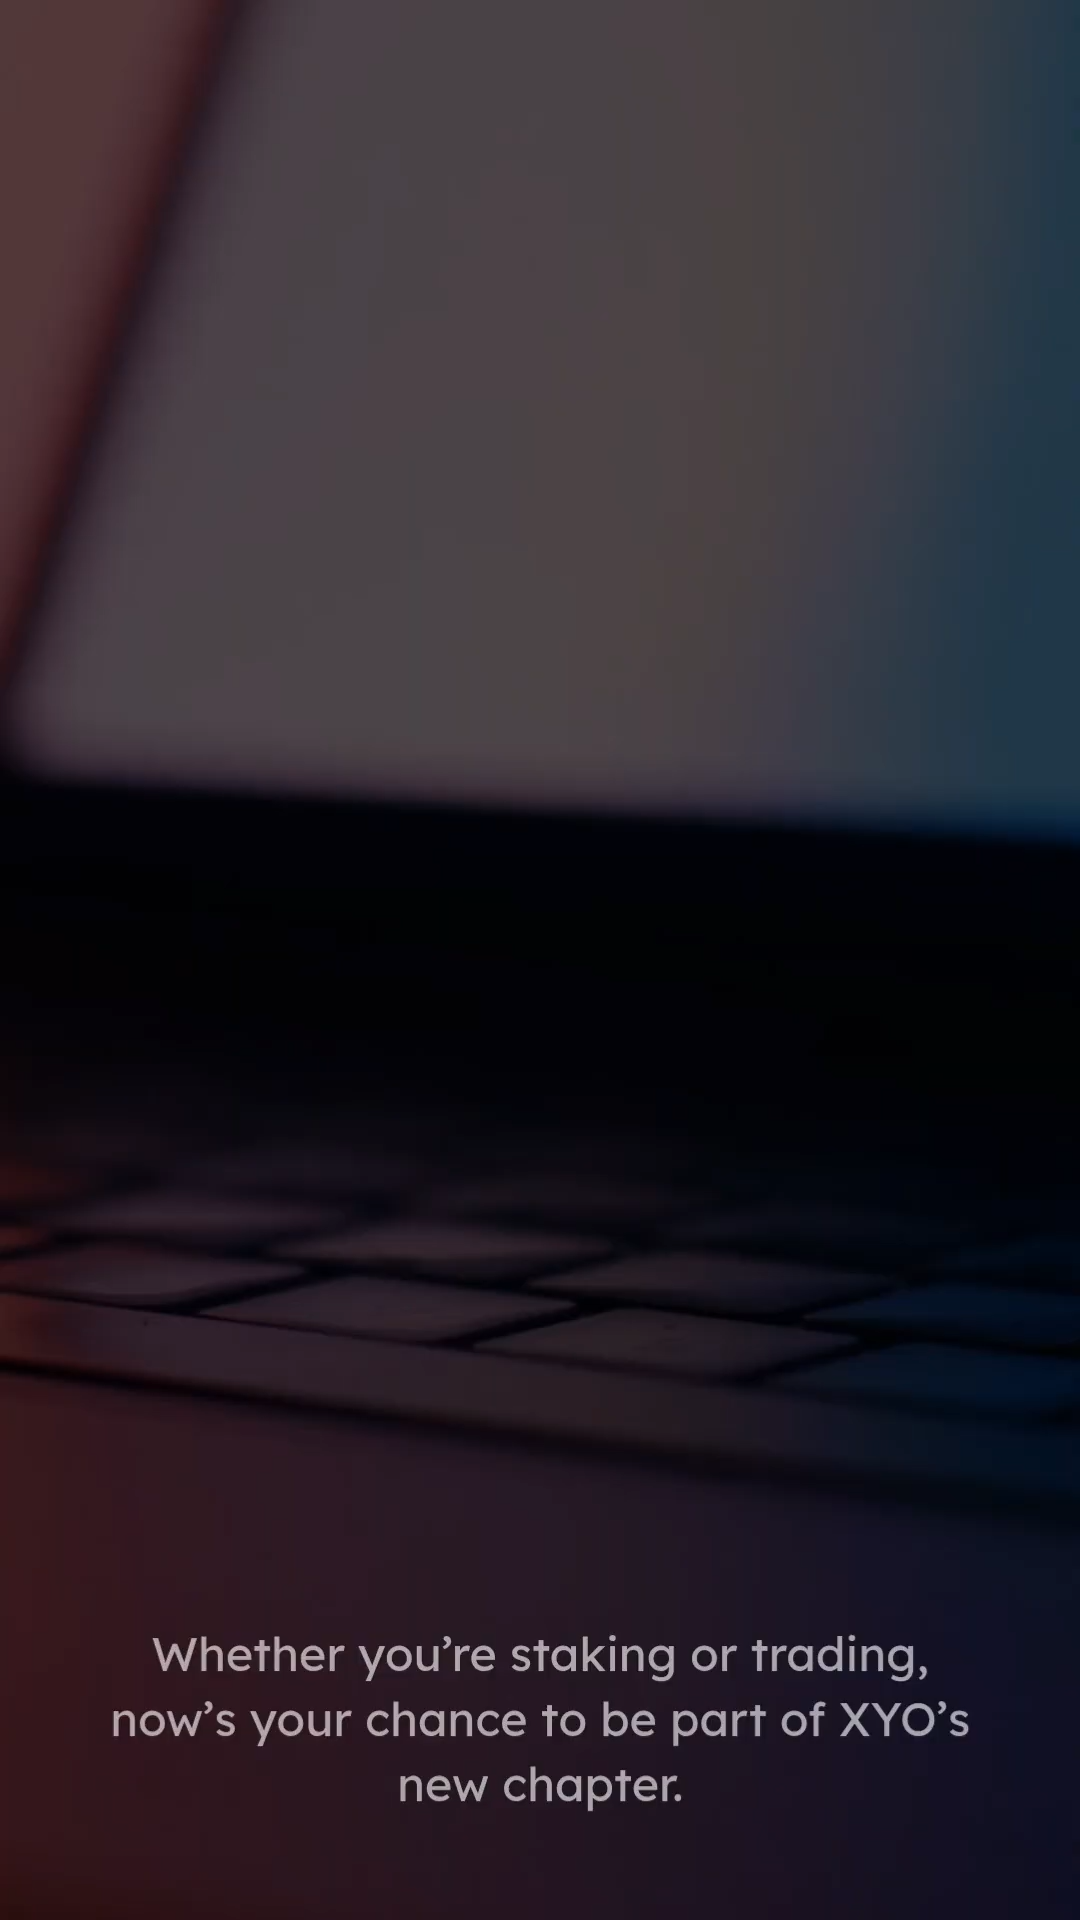 Whether you’re staking or trading,
now’s your chance to be part of XYO’s
new chapter.